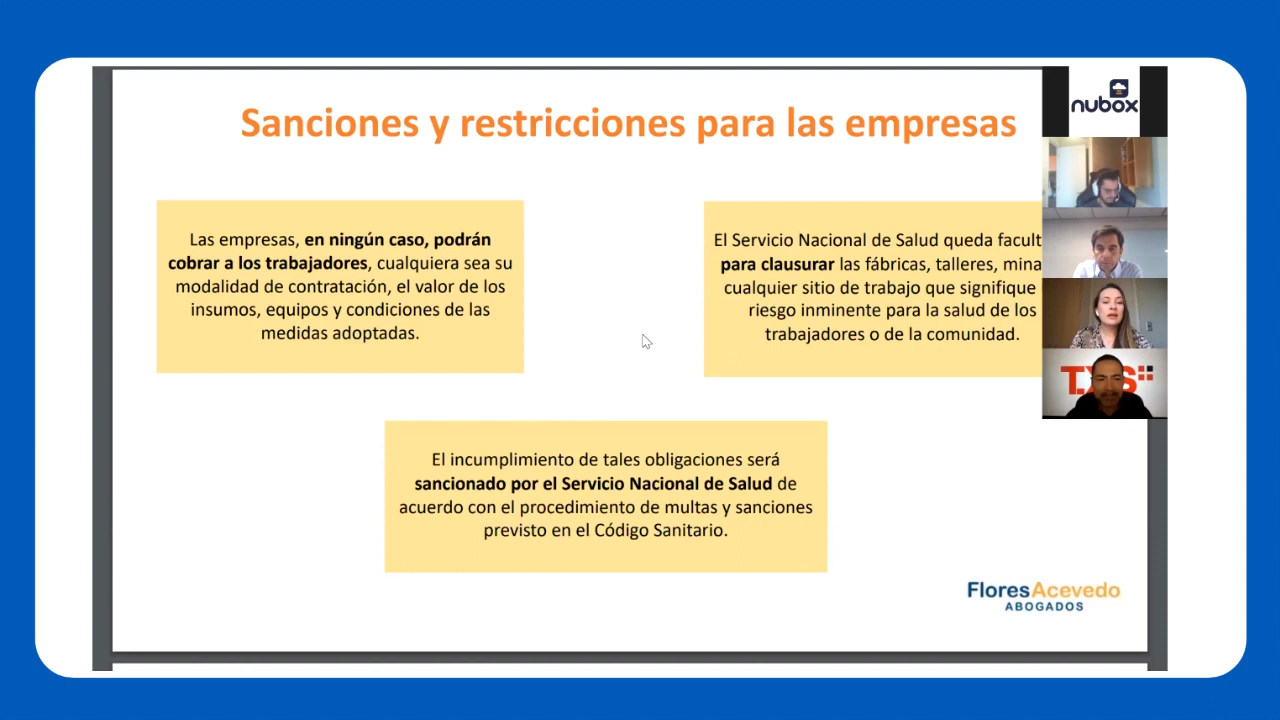 Sanciones y restricciones para las empresas
Las empresas, en ningún caso, podrán
cobrar a los trabajadores, cualquiera sea su
modalidad de contratación, el valor de los
insumos, equipos y condiciones de las
medidas adoptadas.
El Servicio Nacional de Salud queda facult
para clausurar las fábricas, talleres, mina
cualquier sitio de trabajo que signifique
riesgo inminente para la salud de los
trabajadores o de la comunidad.
El incumplimiento de tales obligaciones será
sancionado por el Servicio Nacional de Salud de
acuerdo con el procedimiento de multas y sanciones
previsto en el Código Sanitario.
FloresAcevedo
ABOGADOS
nubox